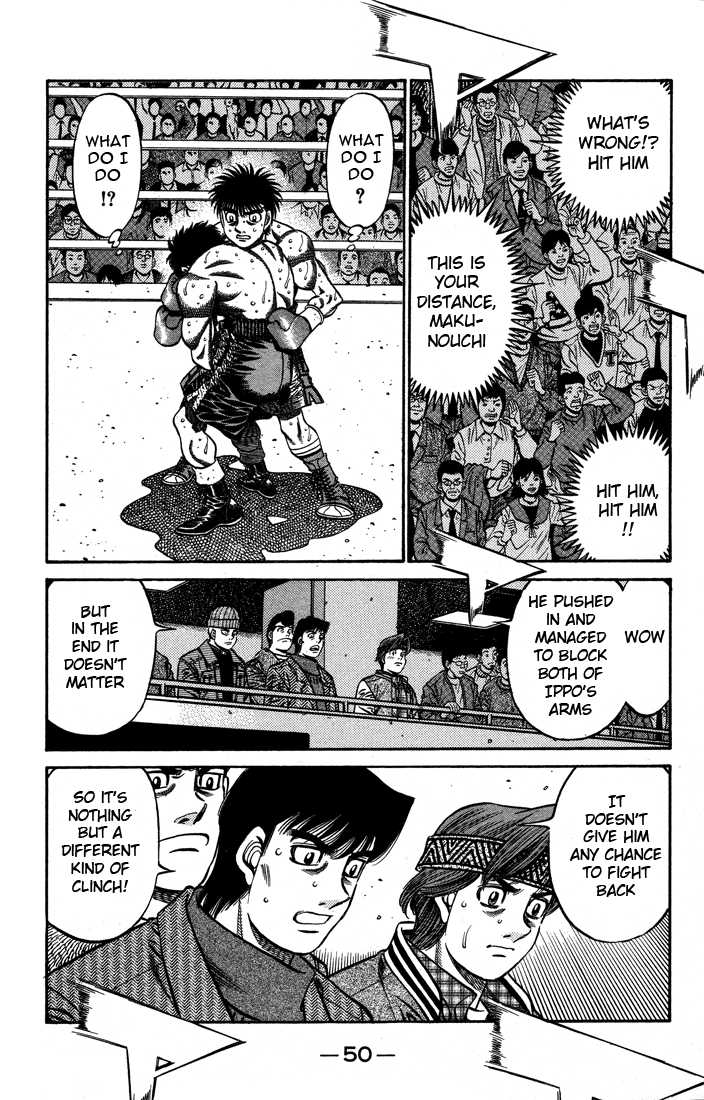 WHAT'S
WRONG!?
HIT HIM
THIS IS
YOUR
DISTANCE,
MAKU-
NOUCHI
HIT HIM,
HIT HIM
!!
WHAT
DO I
DO
?
WHAT
DO I
DO
!?
WOW
HE PUSHED
IN AND
MANAGED
TO BLOCK
BOTH OF
IPPO'S
ARMS
BUT
IN THE
END IT
DOESN'T
MATTER
IT
DOESN'T
GIVE HIM
ANY CHANCE
TO FIGHT
BACK
SO IT'S
NOTHING
BUT A
DIFFERENT
KIND OF
CLINCH!
— 50 —